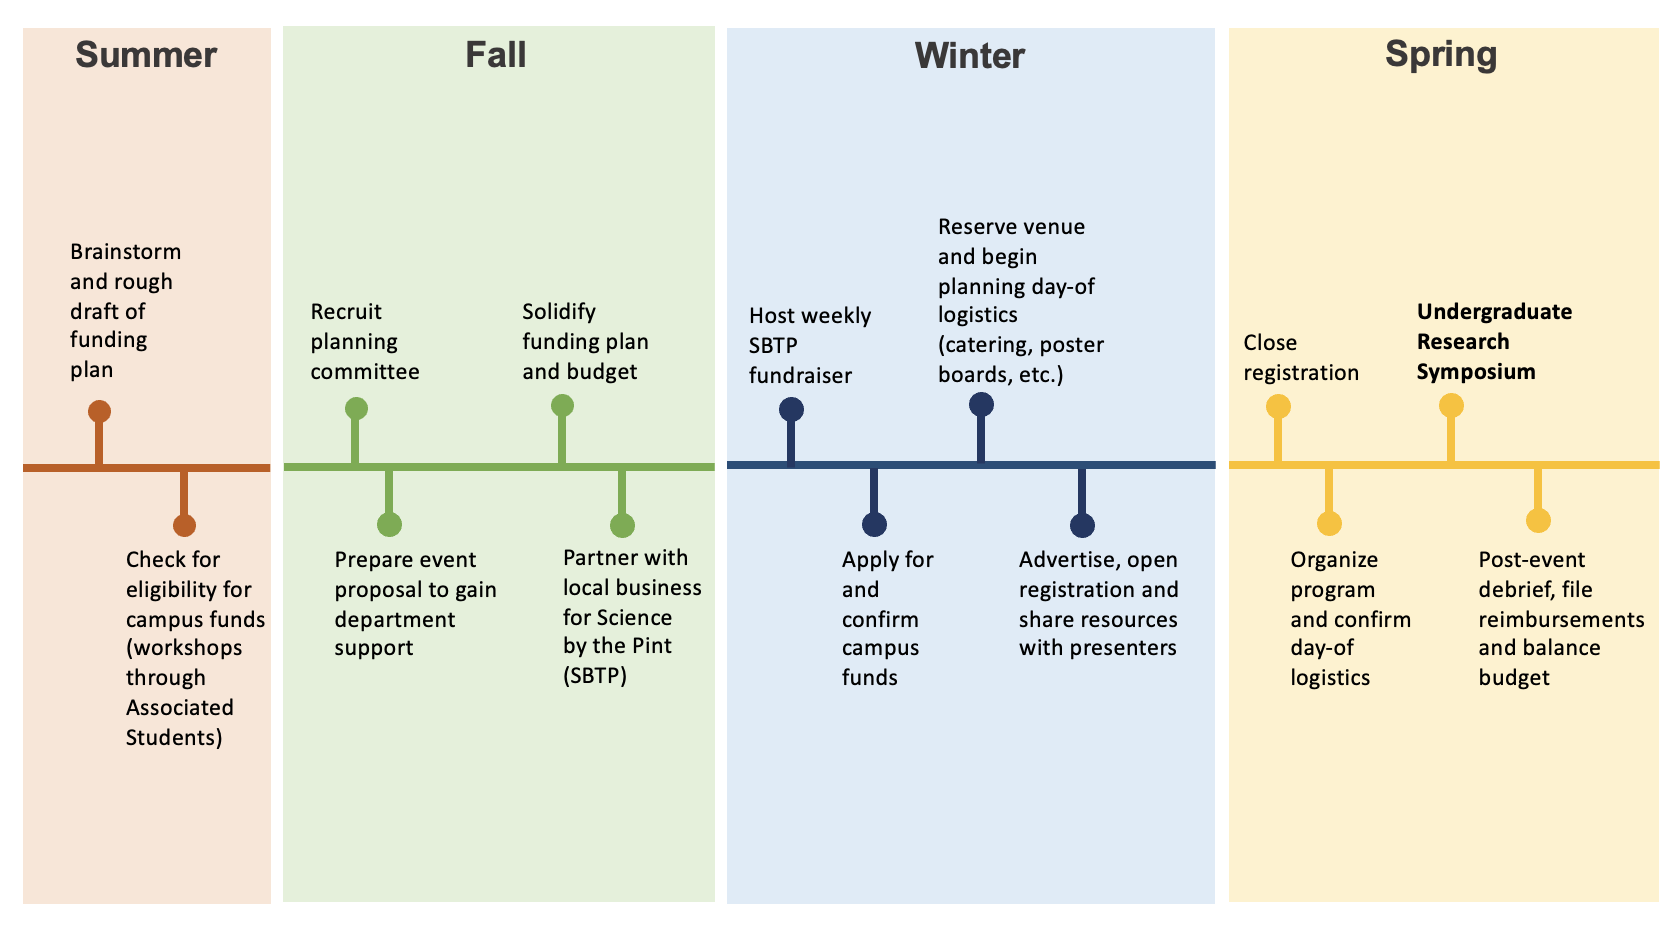 Summer
Brainstorm
and rough
draft of
funding
plan
Check for
eligibility for
campus funds
(workshops
through
Associated
Students)
Fall
Recruit
planning
committee
Prepare event
proposal to gain
department
support
Solidify
funding plan
and budget
Partner with
local business
for Science
by the Pint
(SBTP)
Winter
Host weekly
SBTP
fundraiser
Apply for
and
confirm
campus
funds
Reserve venue
and begin
planning day-of
logistics
(catering, poster
boards, etc.)
Advertise, open
registration and
share resources
with presenters
Spring
Close
registration
Organize
program
and confirm
day-of
logistics
Undergraduate
Research
Symposium
Post-event
debrief, file
reimbursements
and balance
budget